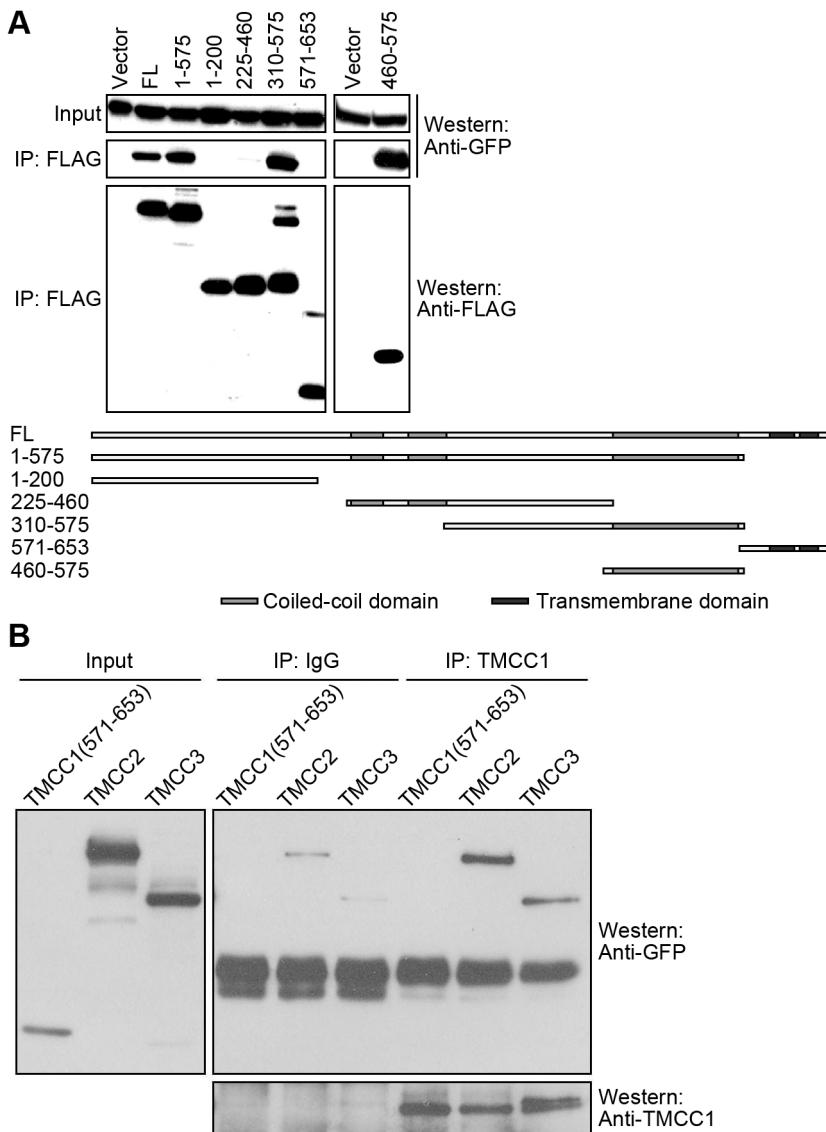 A
Vector
FL
1-575
1-200
225-460
310-575
571-653
Vector
460-575
Input
IP: FLAG
Western:
Anti-GFP
IP: FLAG
Western:
Anti-FLAG
FL
1-575
1-200
225-460
310-575
571-653
460-575
Coiled-coil domain
Transmembrane domain
B
Input
IP: IgG
IP: TMCC1
TMCC1(571-653)
TMCC2
TMCC3
TMCC1(571-653)
TMCC2
TMCC3
TMCC1(571-653)
TMCC2
TMCC3
Western:
Anti-GFP
Western:
Anti-TMCC1